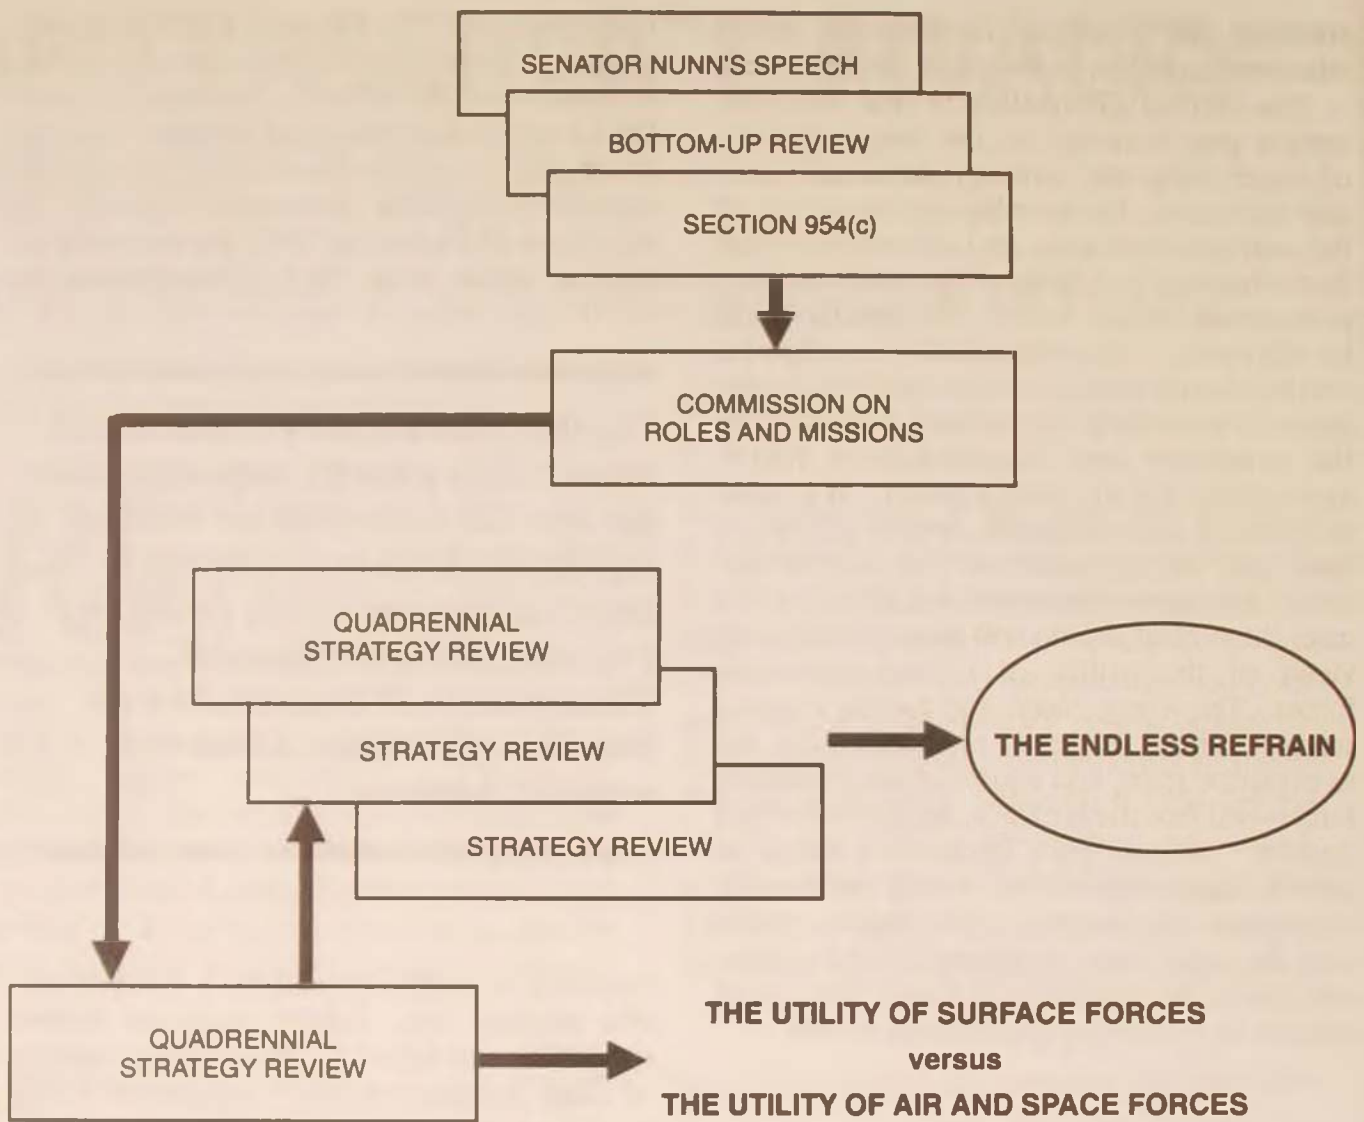 SENATOR NUNN'S SPEECH
BOTTOM-UP REVIEW
SECTION 954(c)
COMMISSION ON
ROLES AND MISSIONS
QUADRENNIAL
STRATEGY REVIEW
STRATEGY REVIEW
STRATEGY REVIEW
THE ENDLESS REFRAIN
QUADRENNIAL
STRATEGY REVIEW
THE UTILITY OF SURFACE FORCES
versus
THE UTILITY OF AIR AND SPACE FORCES